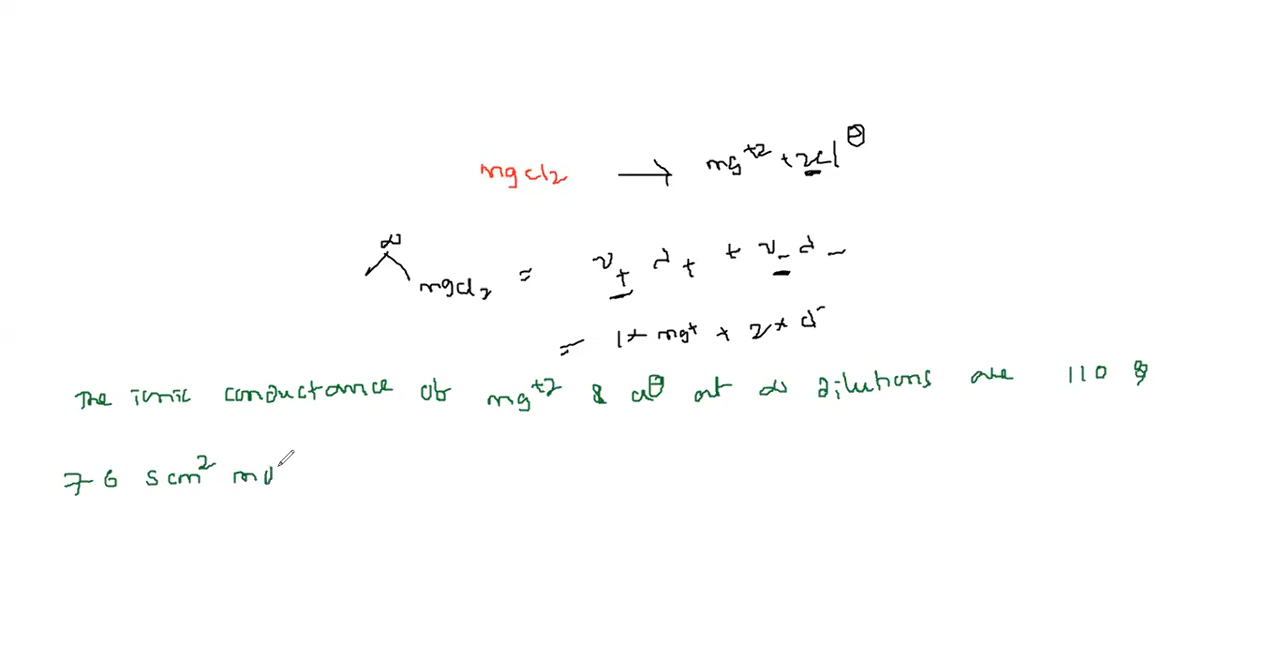 mgcl₂ → mg⁺² + 2cl⊖
Λ∞ mgcl₂ = ν₊ λ₊ + ν₋ λ₋
= 1 × mg⁺ + 2 × cl⁻
The ionic conductance of mg⁺² & cl⊖ at ∞ dilutions are 110 &
76 s cm² mol